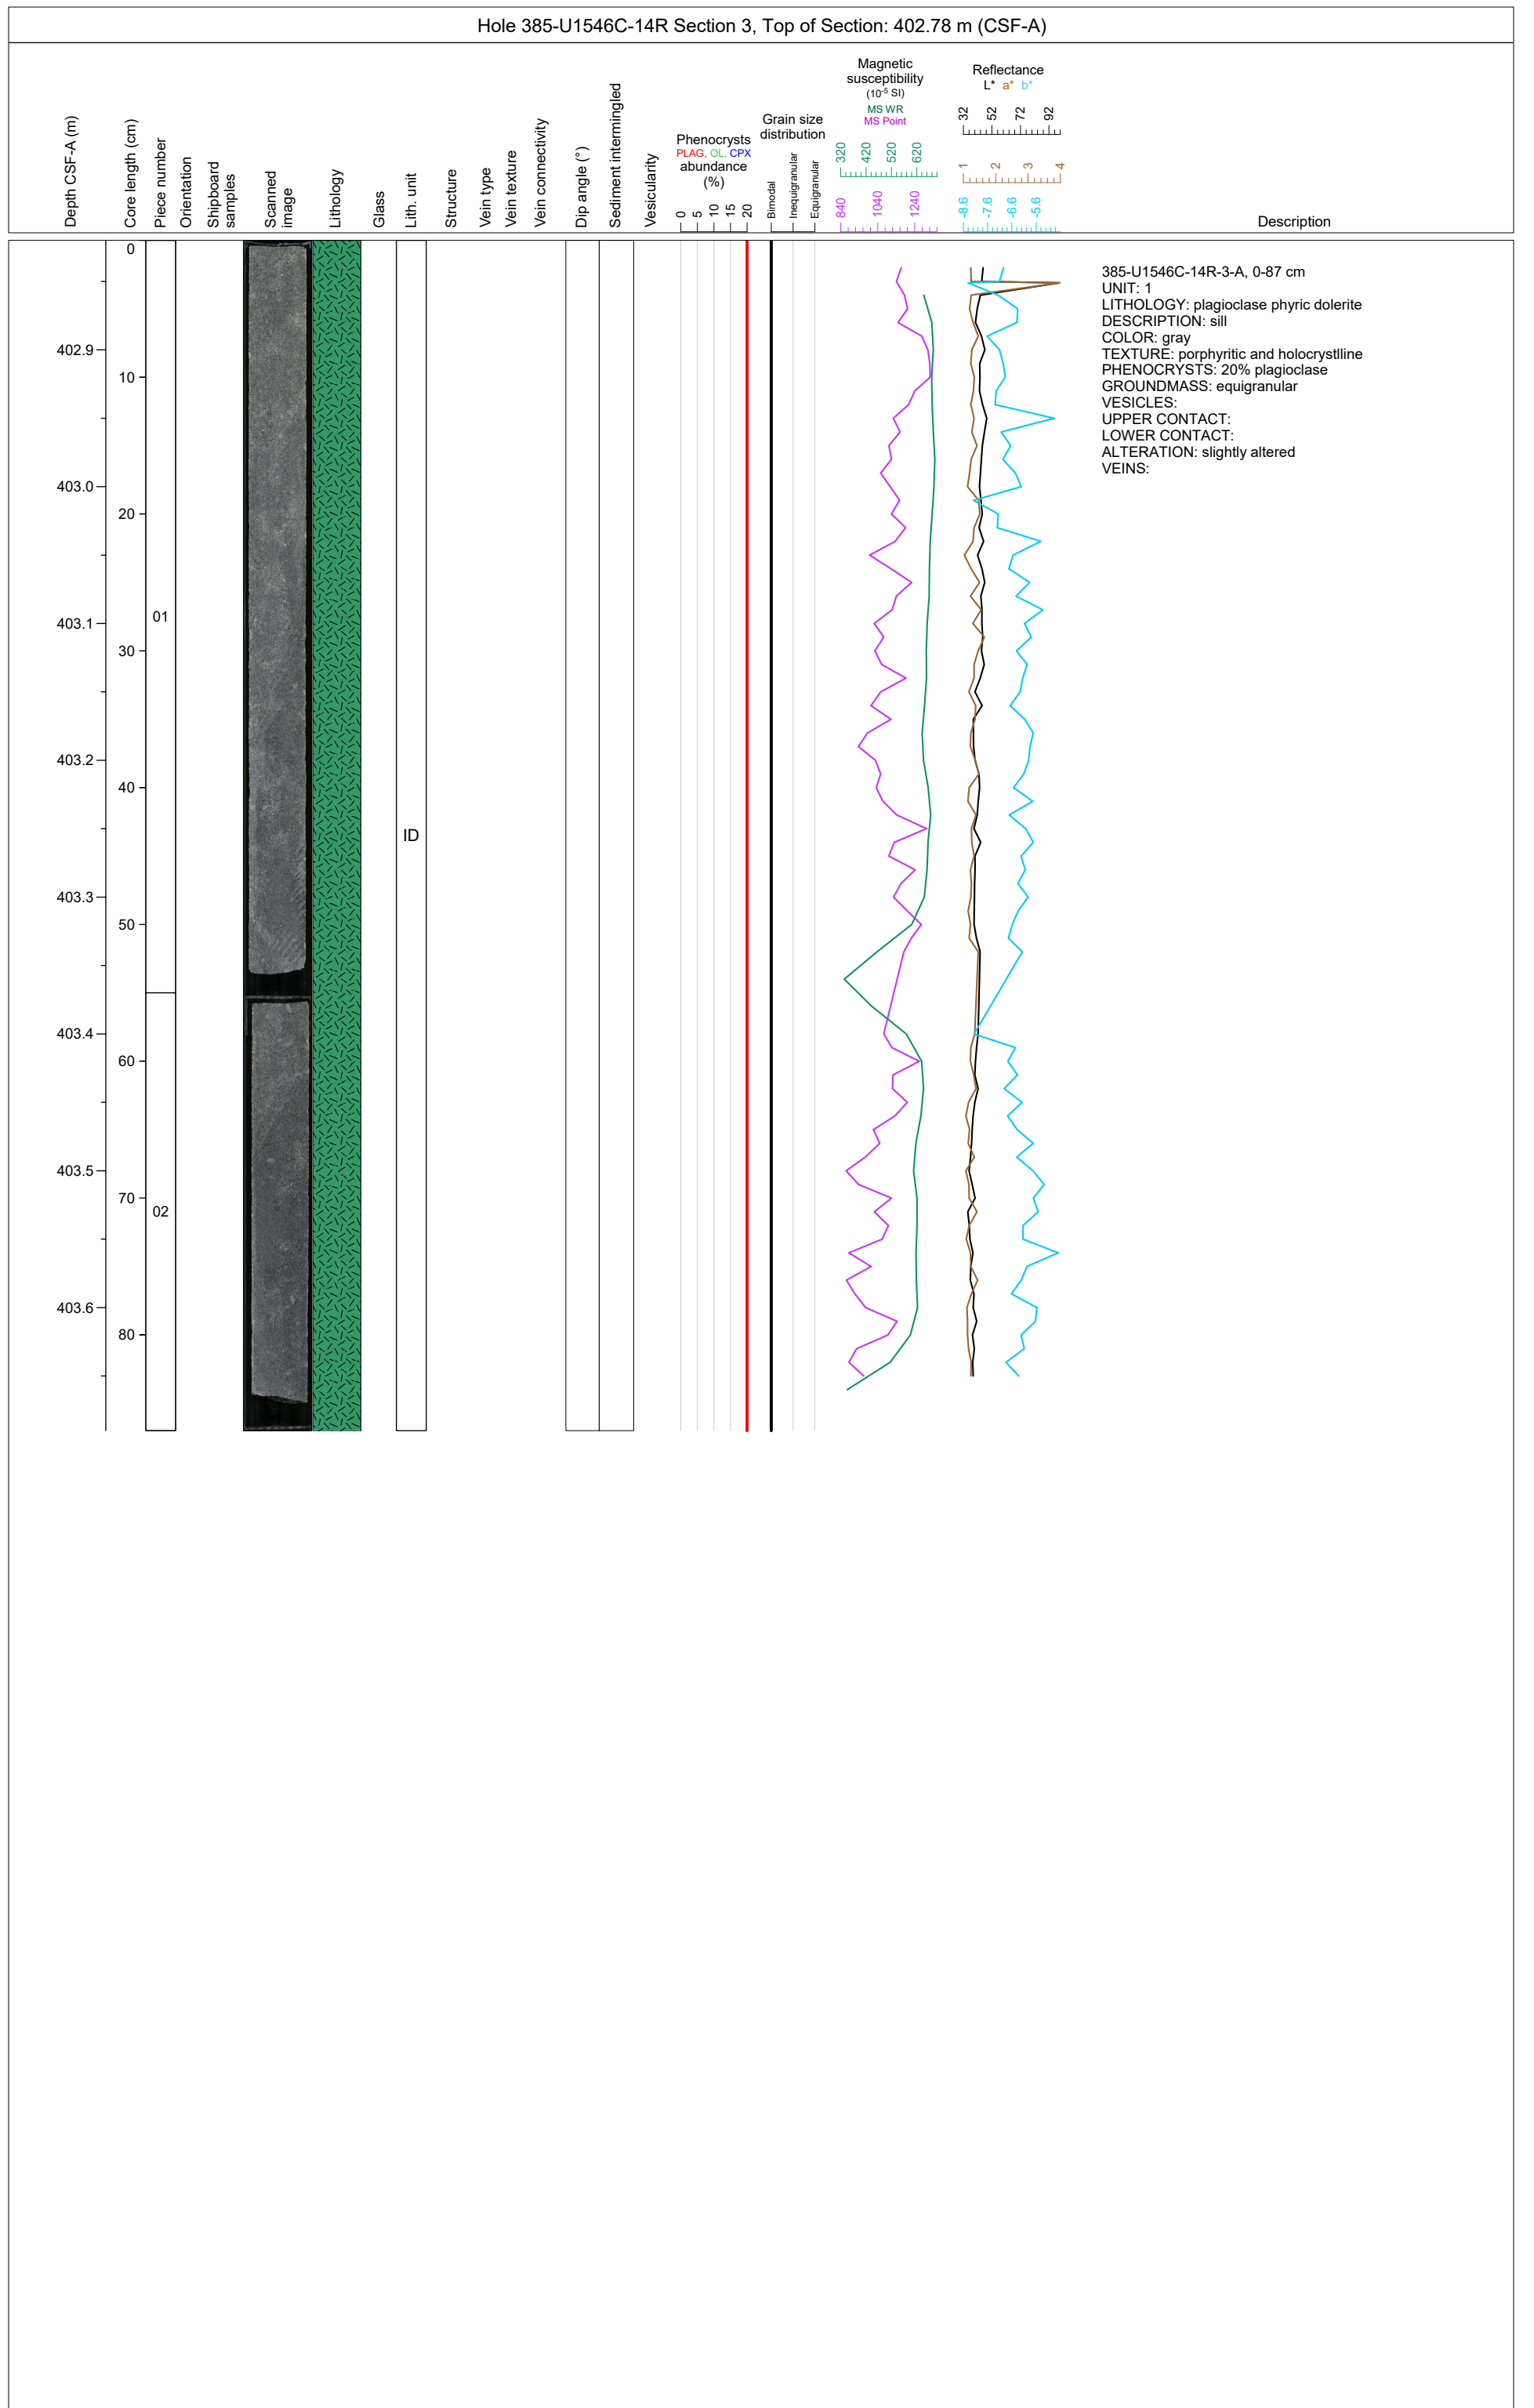 Hole 385-U1546C-14R Section 3, Top of Section: 402.78 m (CSF-A)
Depth CSF-A (m)
Core length (cm)
Piece number
Orientation
Shipboard
samples
Scanned
image
Lithology
Glass
Lith. unit
Structure
Vein type
Vein texture
Vein connectivity
Dip angle (°)
Sediment intermingled
Vesicularity
Phenocrysts
PLAG, OL, CPX
abundance
(%)
0 5 10 15 20
Grain size
distribution
Bimodal
Inequigranular
Equigranular
Magnetic
susceptibility
(10-5 SI)
MS WR
MS Point
320 420 520 620
840 1040 1240
Reflectance
L* a* b*
32 52 72 92
1 2 3 4
-8.6 -7.6 -6.6 -5.6
Description
402.9
403.0
403.1
403.2
403.3
403.4
403.5
403.6
0
10
20
30
40
50
60
70
80
01
02
ID
385-U1546C-14R-3-A, 0-87 cm
UNIT: 1
LITHOLOGY: plagioclase phyric dolerite
DESCRIPTION: sill
COLOR: gray
TEXTURE: porphyritic and holocrystlline
PHENOCRYSTS: 20% plagioclase
GROUNDMASS: equigranular
VESICLES:
UPPER CONTACT:
LOWER CONTACT:
ALTERATION: slightly altered
VEINS: